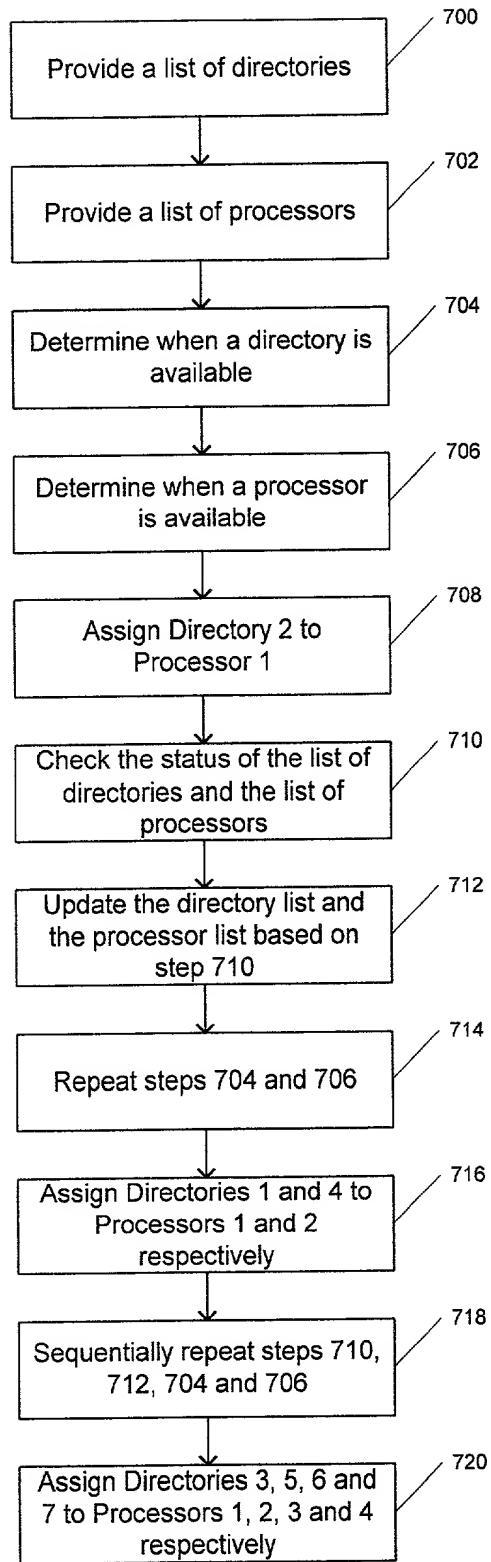 700
Provide a list of directories
702
Provide a list of processors
704
Determine when a directory is
available
706
Determine when a processor
is available
708
Assign Directory 2 to
Processor 1
710
Check the status of the list of
directories and the list of
processors
712
Update the directory list and
the processor list based on
step 710
714
Repeat steps 704 and 706
716
Assign Directories 1 and 4 to
Processors 1 and 2
respectively
718
Sequentially repeat steps 710,
712, 704 and 706
720
Assign Directories 3, 5, 6 and
7 to Processors 1, 2, 3 and 4
respectively